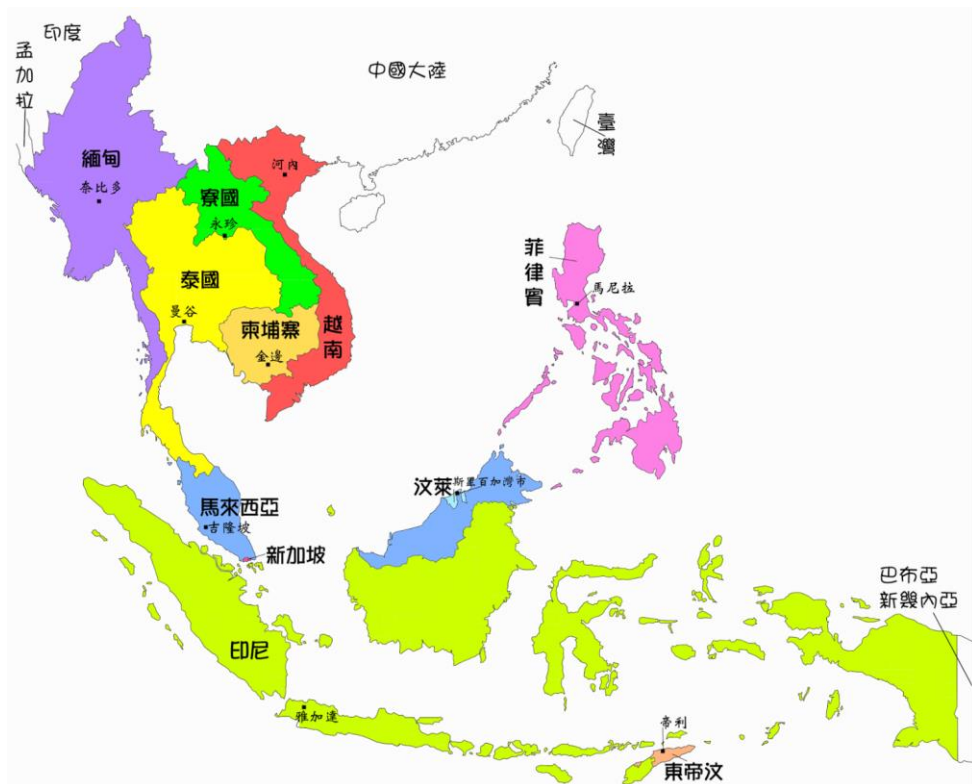 印度
孟加拉
中國大陸
臺灣
緬甸
奈比多
河內
寮國
永珍
泰國
曼谷
柬埔寨
金邊
越南
菲律賓
馬尼拉
汶萊
斯里百加灣市
馬來西亞
吉隆坡
新加坡
巴布亞
新幾內亞
印尼
雅加達
帝利
東帝汶